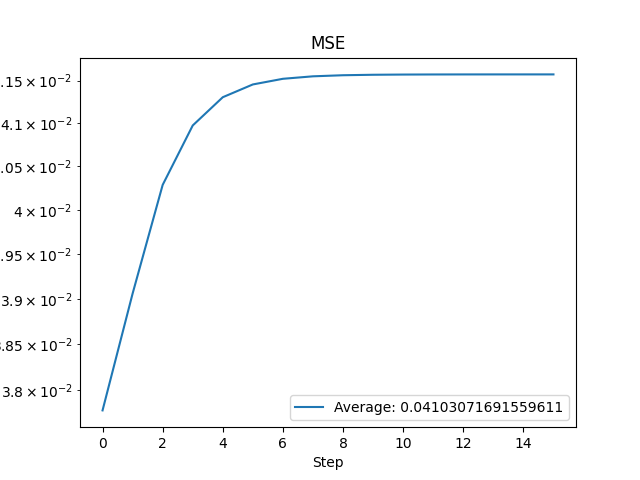 MSE
.15 × 10⁻²
4.1 × 10⁻²
.05 × 10⁻²
4 × 10⁻²
.95 × 10⁻²
3.9 × 10⁻²
3.85 × 10⁻²
3.8 × 10⁻²
Average: 0.04103071691559611
0 2 4 6 8 10 12 14
Step